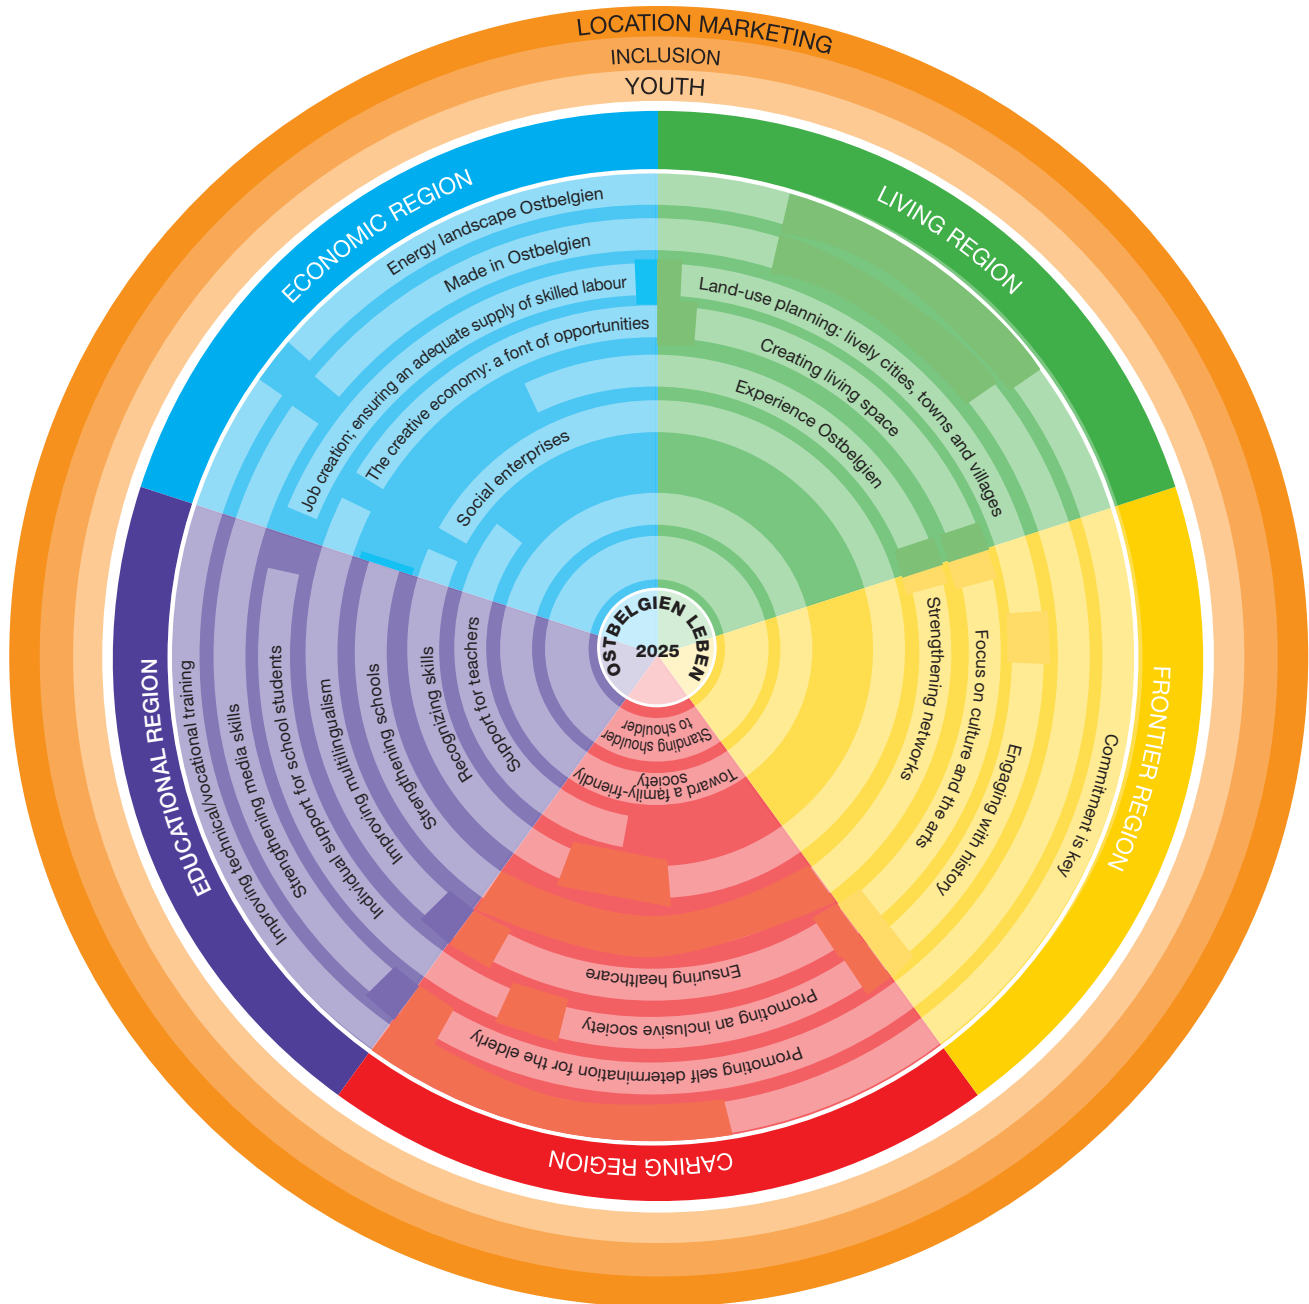 LOCATION MARKETING
INCLUSION
YOUTH
ECONOMIC REGION
Energy landscape Ostbelgien
Made in Ostbelgien
Job creation; ensuring an adequate supply of skilled labour
The creative economy: a font of opportunities
Social enterprises
LIVING REGION
Land-use planning: lively cities, towns and villages
Creating living space
Experience Ostbelgien
FRONTIER REGION
Strengthening networks
Focus on culture and the arts
Engaging with history
Commitment is key
CARING REGION
Standing shoulder
to shoulder
Toward a family-friendly
society
Ensuring healthcare
Promoting an inclusive society
Promoting self determination for the elderly
EDUCATIONAL REGION
Improving technical/vocational training
Strengthening media skills
Individual support for school students
Improving multilingualism
Strengthening schools
Recognizing skills
Support for teachers
OSTBELGIEN LEBEN
2025